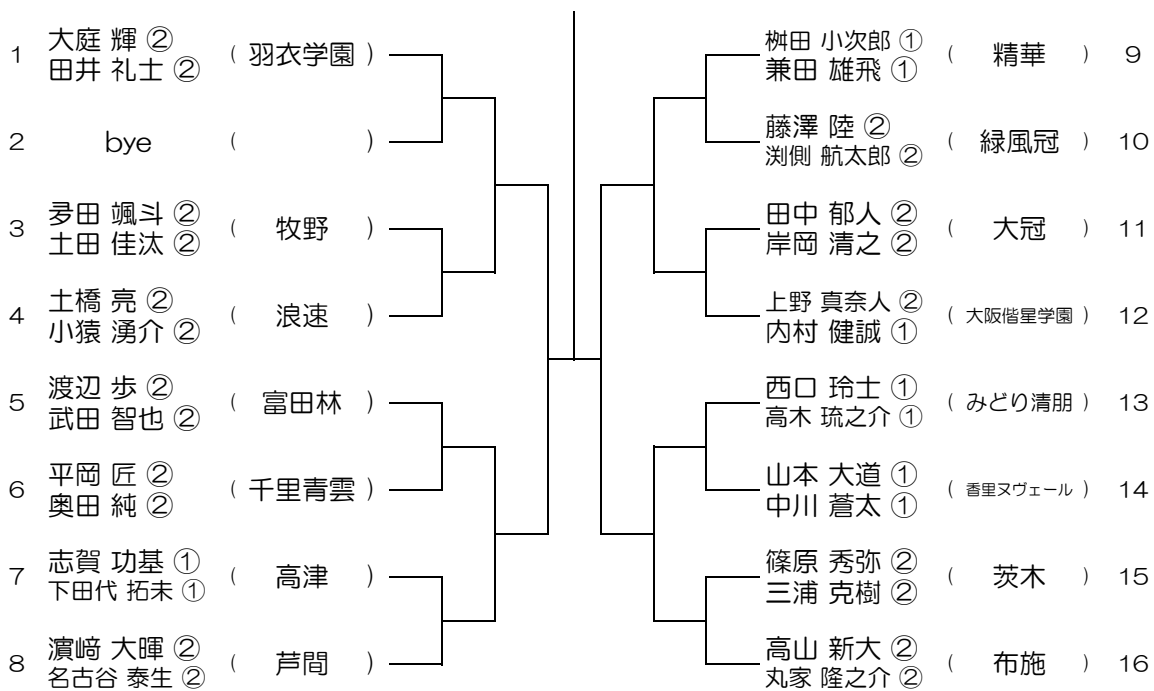 1 大庭 輝 ② ( 羽衣学園 )
田井 礼士 ②
2 bye ( )
3 多田 颯斗 ② ( 牧野 )
土田 佳汰 ②
4 土橋 亮 ② ( 浪速 )
小猿 湧介 ②
5 渡辺 歩 ② ( 富田林 )
武田 智也 ②
6 平岡 匠 ② ( 千里青雲 )
奥田 純 ②
7 志賀 功基 ① ( 高津 )
下田代 拓未 ①
8 濵﨑 大暉 ② ( 芦間 )
名古谷 泰生 ②
桝田 小次郎 ① ( 精華 ) 9
兼田 雄飛 ①
藤澤 陸 ② ( 緑風冠 ) 10
渕側 航太郎 ②
田中 郁人 ② ( 大冠 ) 11
岸岡 清之 ②
上野 真奈人 ② ( 大阪偕星学園 ) 12
内村 健誠 ①
西口 玲士 ① ( みどり清朋 ) 13
高木 琉之介 ①
山本 大道 ① ( 香里ヌヴェール ) 14
中川 蒼太 ①
篠原 秀弥 ② ( 茨木 ) 15
三浦 克樹 ②
高山 新大 ② ( 布施 ) 16
丸家 隆之介 ②